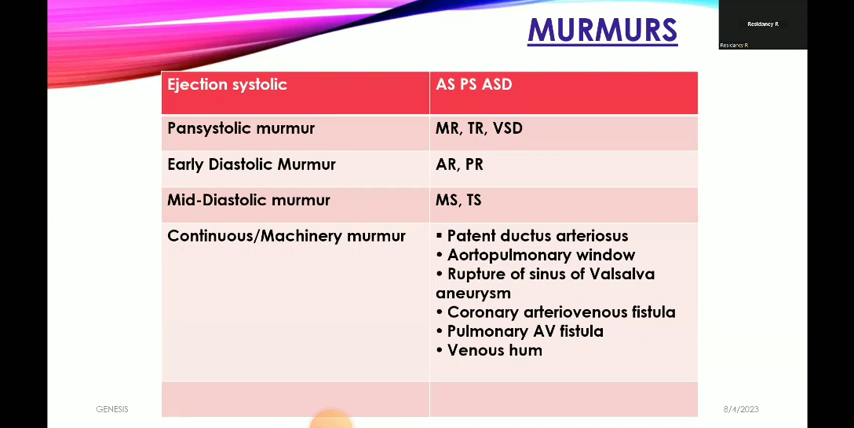 MURMURS
Residancy R
Residancy R
Ejection systolic
AS PS ASD
Pansystolic murmur
MR, TR, VSD
Early Diastolic Murmur
AR, PR
Mid-Diastolic murmur
MS, TS
Continuous/Machinery murmur
▪ Patent ductus arteriosus
• Aortopulmonary window
• Rupture of sinus of Valsalva
aneurysm
• Coronary arteriovenous fistula
• Pulmonary AV fistula
• Venous hum
GENESIS
8/4/2023